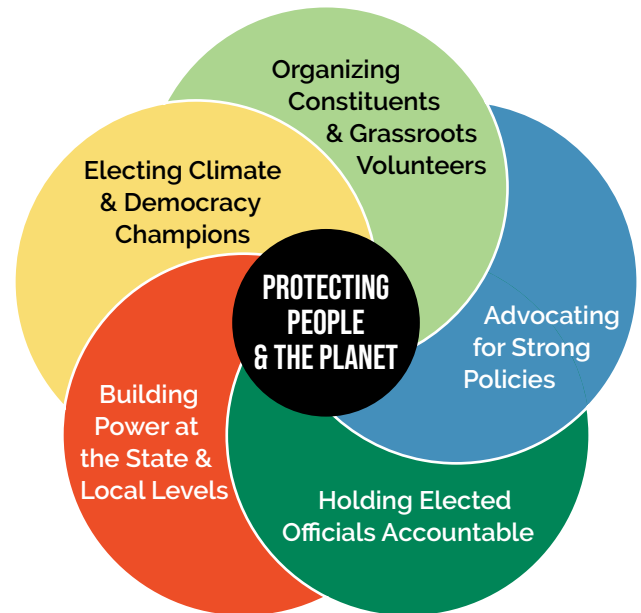 Organizing
Constituents
& Grassroots
Volunteers
Electing Climate
& Democracy
Champions
PROTECTING
PEOPLE
& THE PLANET
Advocating
for Strong
Policies
Building
Power at
the State &
Local Levels
Holding Elected
Officials Accountable